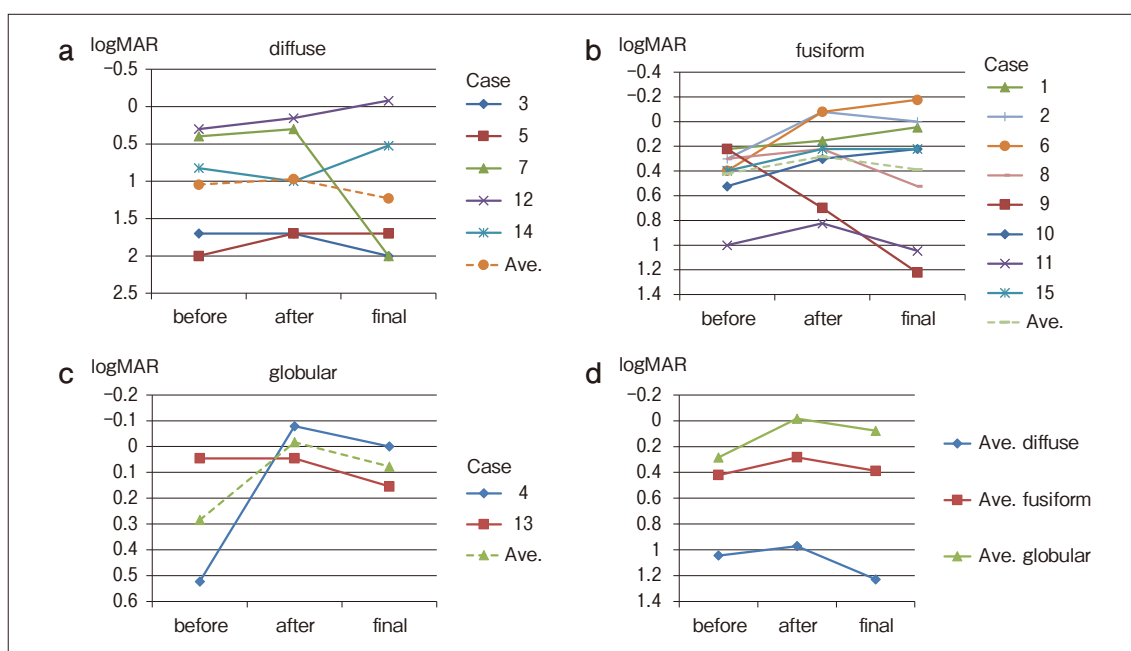 a
logMAR
diffuse
−0.5
0
0.5
1
1.5
2
2.5
before after final
Case
3
5
7
12
14
Ave.
b
logMAR
fusiform
−0.4
−0.2
0
0.2
0.4
0.6
0.8
1
1.2
1.4
before after final
Case
1
2
6
8
9
10
11
15
Ave.
c
logMAR
globular
−0.2
−0.1
0
0.1
0.2
0.3
0.4
0.5
0.6
before after final
Case
4
13
Ave.
d
logMAR
−0.2
0
0.2
0.4
0.6
0.8
1
1.2
1.4
before after final
Ave. diffuse
Ave. fusiform
Ave. globular